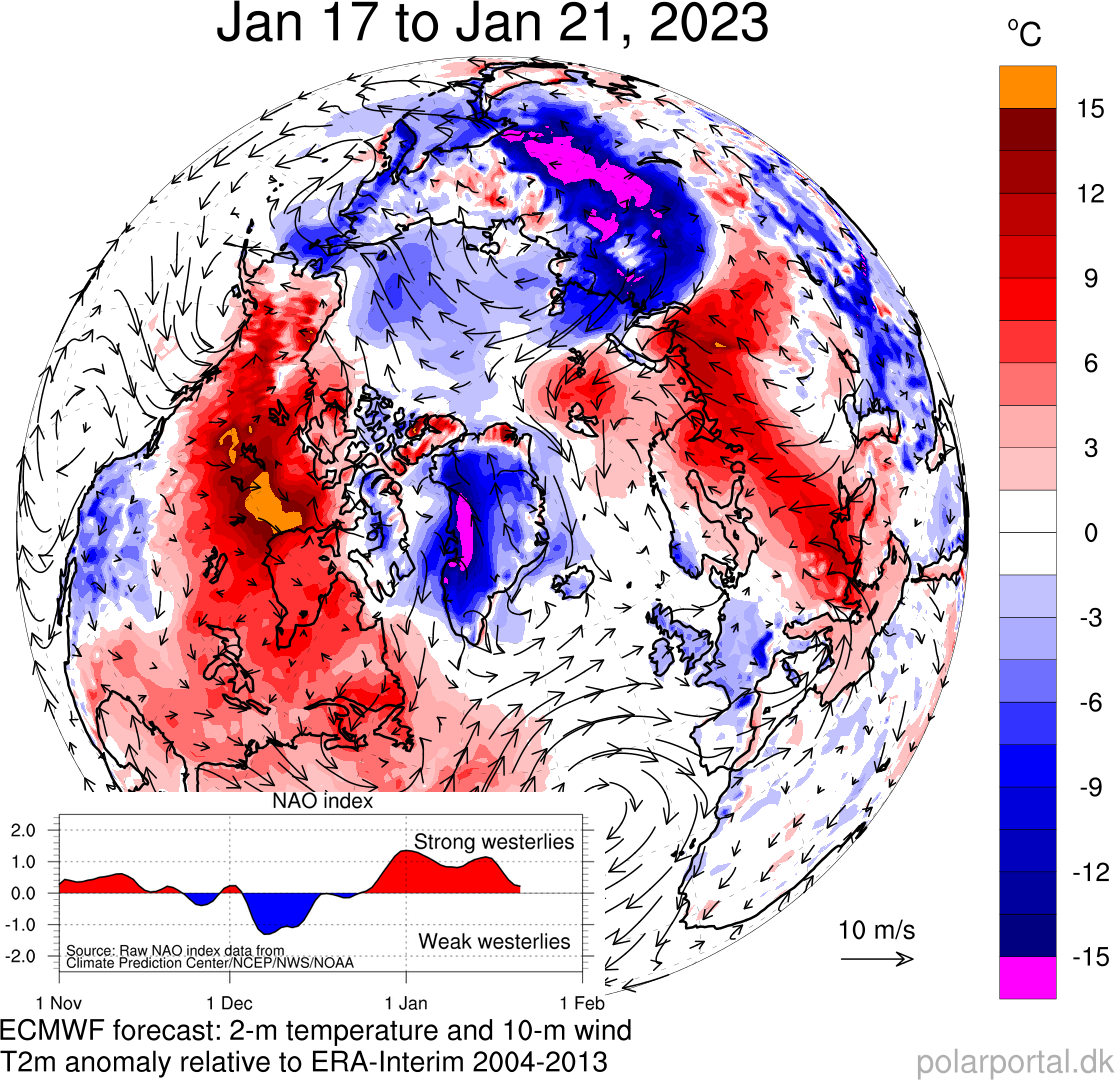 Jan 17 to Jan 21, 2023
°C
15
12
9
6
3
0
-3
-6
-9
-12
-15
10 m/s
NAO index
2.0
1.0
0.0
-1.0
-2.0
Strong westerlies
Weak westerlies
Source: Raw NAO index data from
Climate Prediction Center/NCEP/NWS/NOAA
1 Nov
1 Dec
1 Jan
1 Feb
ECMWF forecast: 2-m temperature and 10-m wind
T2m anomaly relative to ERA-Interim 2004-2013
polarportal.dk